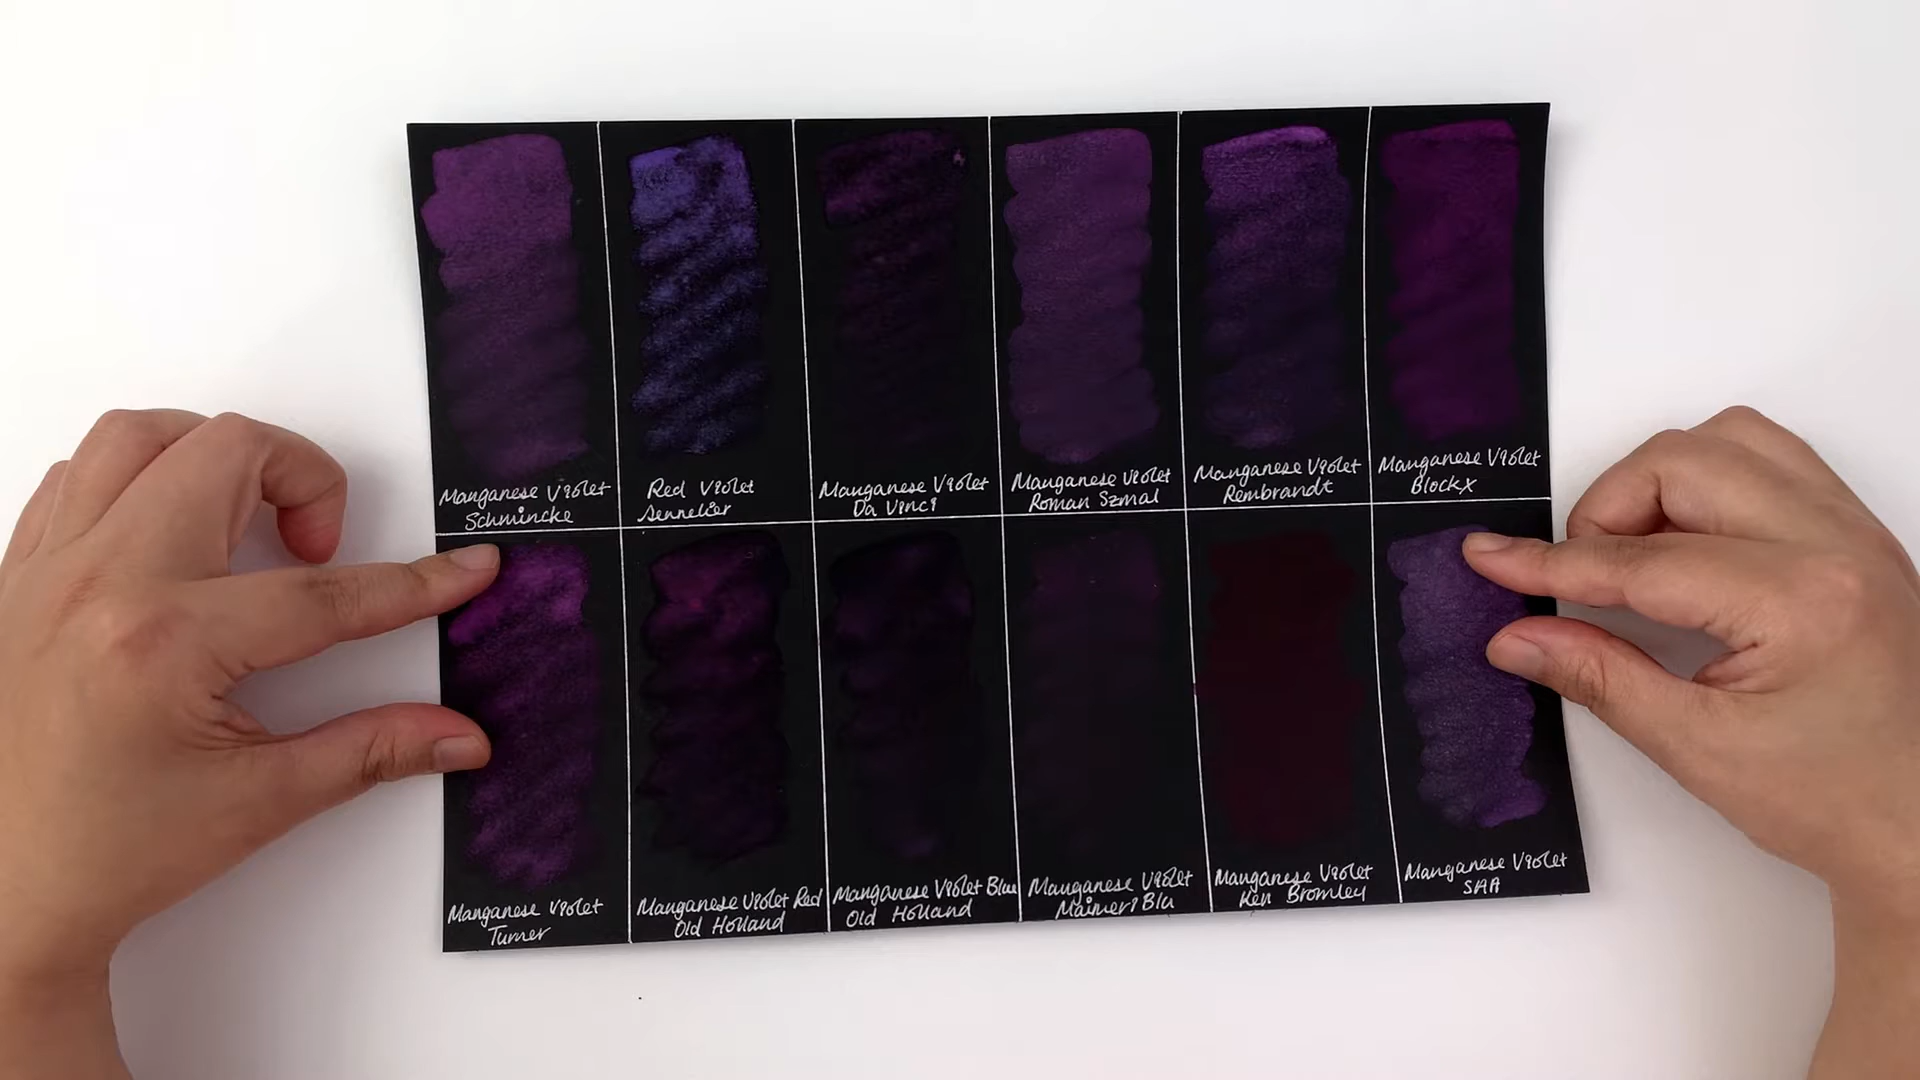 Manganese Violet
Schmincke
Red Violet
Sennelier
Manganese Violet
Da Vinci
Manganese Violet
Roman Szmal
Manganese Violet
Rembrandt
Manganese Violet
Blockx
Manganese Violet
Turner
Manganese Violet Red
Old Holland
Manganese Violet Blue
Old Holland
Manganese Violet
Maimeri Blu
Manganese Violet
Ken Bromley
Manganese Violet
SAA